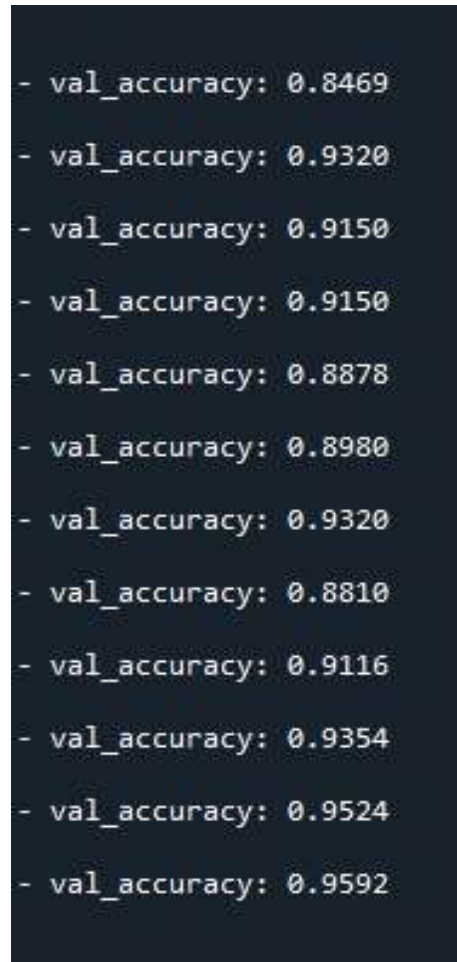 - val_accuracy: 0.8469
- val_accuracy: 0.9320
- val_accuracy: 0.9150
- val_accuracy: 0.9150
- val_accuracy: 0.8878
- val_accuracy: 0.8980
- val_accuracy: 0.9320
- val_accuracy: 0.8810
- val_accuracy: 0.9116
- val_accuracy: 0.9354
- val_accuracy: 0.9524
- val_accuracy: 0.9592